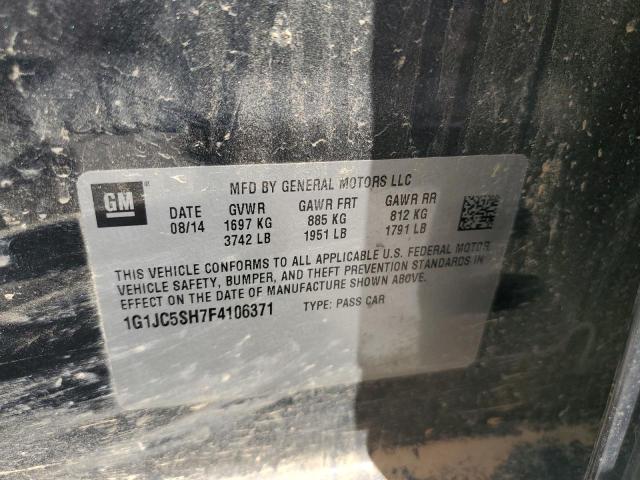 GM ®
MFD BY GENERAL MOTORS LLC
DATE GVWR GAWR FRT GAWR RR
08/14 1697 KG 885 KG 812 KG
3742 LB 1951 LB 1791 LB
THIS VEHICLE CONFORMS TO ALL APPLICABLE U.S. FEDERAL MOTOR
VEHICLE SAFETY, BUMPER, AND THEFT PREVENTION STANDARDS IN
EFFECT ON THE DATE OF MANUFACTURE SHOWN ABOVE.
1G1JC5SH7F4106371 TYPE: PASS CAR